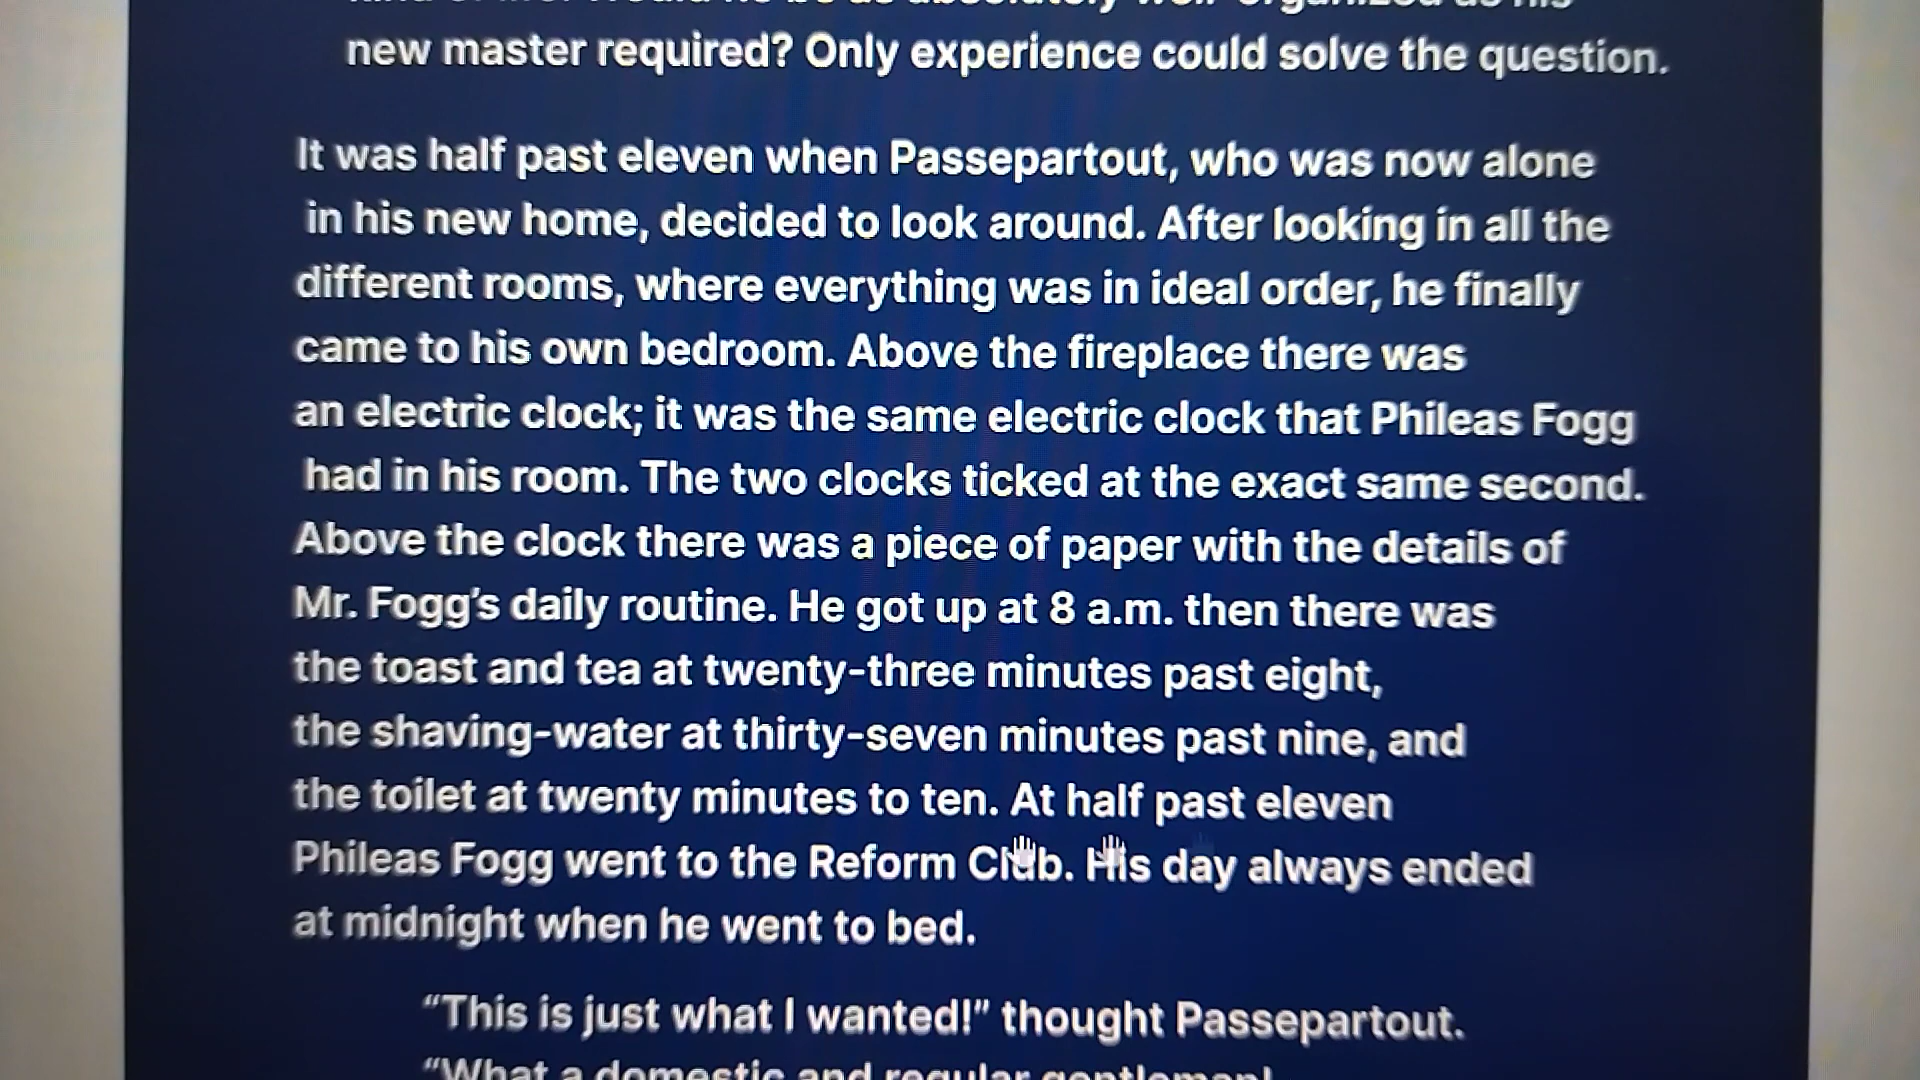 new master required? Only experience could solve the question.
It was half past eleven when Passepartout, who was now alone
in his new home, decided to look around. After looking in all the
different rooms, where everything was in ideal order, he finally
came to his own bedroom. Above the fireplace there was
an electric clock; it was the same electric clock that Phileas Fogg
had in his room. The two clocks ticked at the exact same second.
Above the clock there was a piece of paper with the details of
Mr. Fogg’s daily routine. He got up at 8 a.m. then there was
the toast and tea at twenty-three minutes past eight,
the shaving-water at thirty-seven minutes past nine, and
the toilet at twenty minutes to ten. At half past eleven
Phileas Fogg went to the Reform Club. His day always ended
at midnight when he went to bed.
“This is just what I wanted!” thought Passepartout.
“What a domestic and regular gentleman!